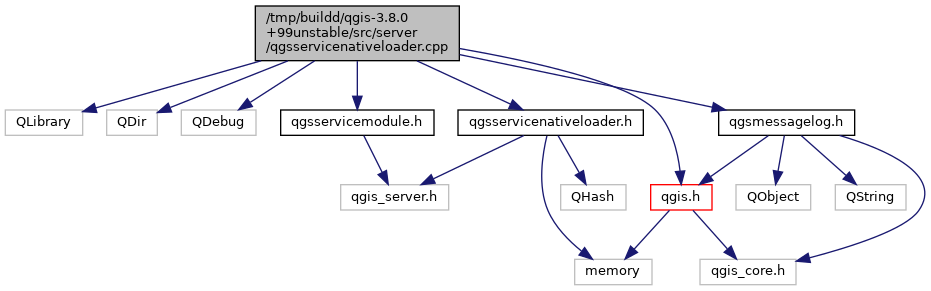 /tmp/buildd/qgis-3.8.0
+99unstable/src/server
/qgsservicenativeloader.cpp
QLibrary
QDir
QDebug
qgsservicemodule.h
qgsservicenativeloader.h
qgsmessagelog.h
qgis_server.h
QHash
qgis.h
QObject
QString
memory
qgis_core.h